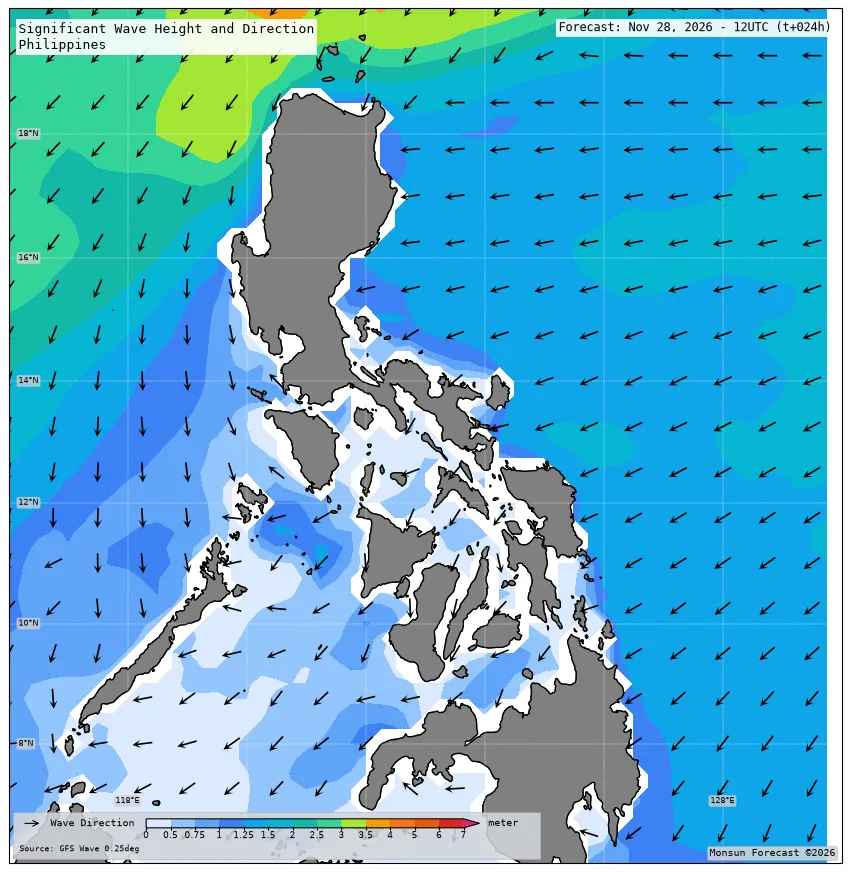 Significant Wave Height and Direction
Philippines
Forecast: Nov 28, 2026 - 12UTC (t+024h)
18°N
16°N
14°N
12°N
10°N
8°N
118°E
128°E
Wave Direction
0 0.5 0.75 1 1.25 1.5 2 2.5 3 3.5 4 5 6 7
meter
Source: GFS Wave 0.25deg
Monsun Forecast ©2026